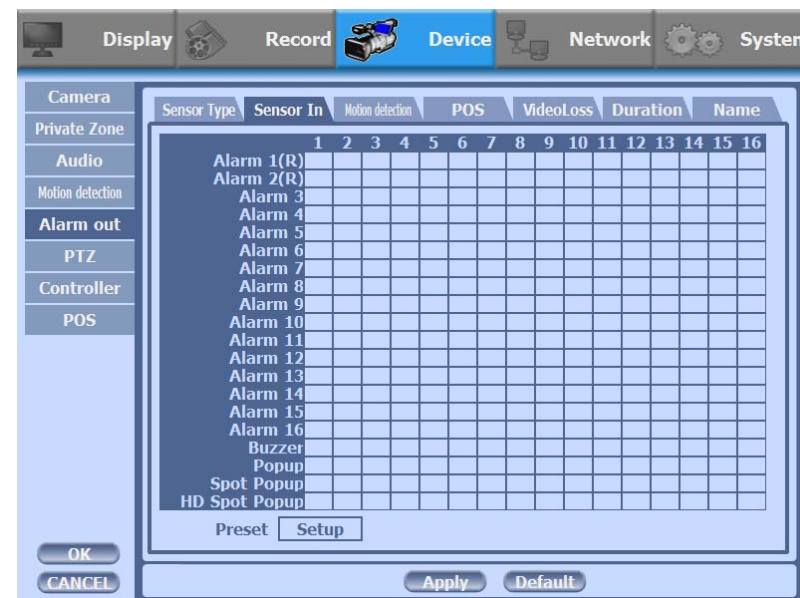 Display Record Device Network System
Camera
Private Zone
Audio
Motion detection
Alarm out
PTZ
Controller
POS
Sensor Type Sensor In Motion detection POS VideoLoss Duration Name
1 2 3 4 5 6 7 8 9 10 11 12 13 14 15 16
Alarm 1(R)
Alarm 2(R)
Alarm 3
Alarm 4
Alarm 5
Alarm 6
Alarm 7
Alarm 8
Alarm 9
Alarm 10
Alarm 11
Alarm 12
Alarm 13
Alarm 14
Alarm 15
Alarm 16
Buzzer
Popup
Spot Popup
HD Spot Popup
Preset Setup
OK
CANCEL
Apply Default